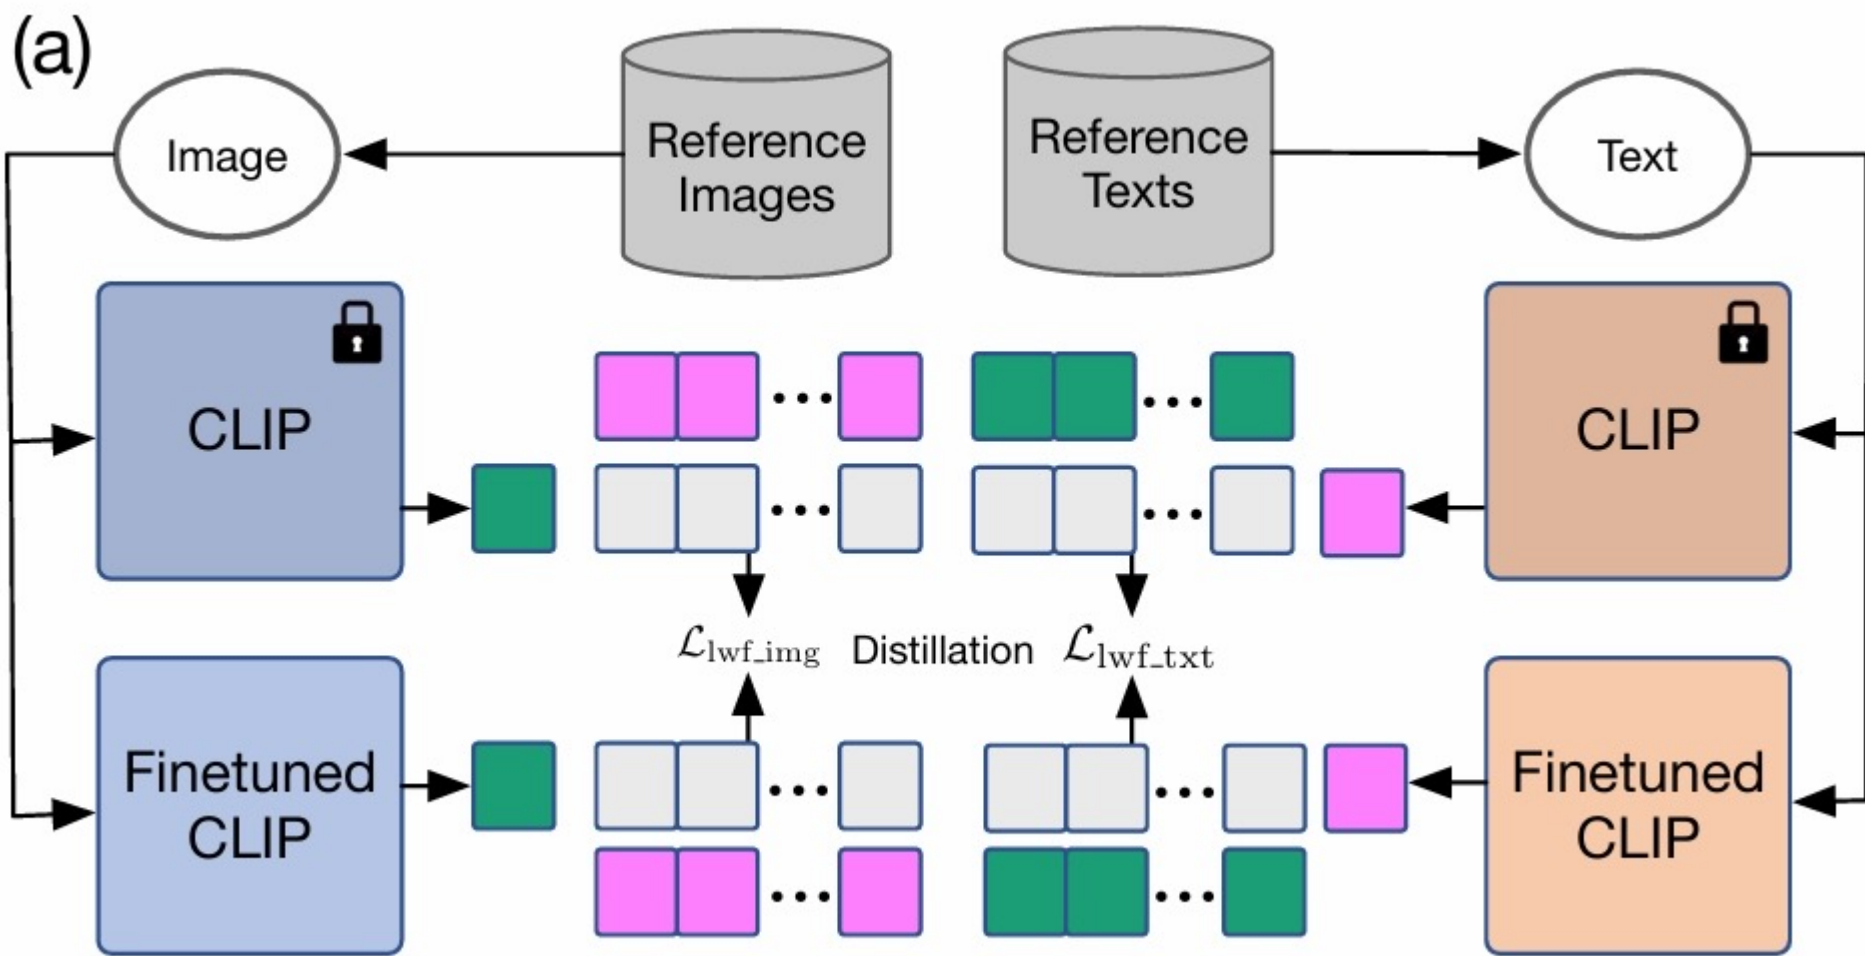 (a)
Image
Reference
Images
Reference
Texts
Text
CLIP
CLIP
ℒlwf_img Distillation ℒlwf_txt
Finetuned
CLIP
Finetuned
CLIP